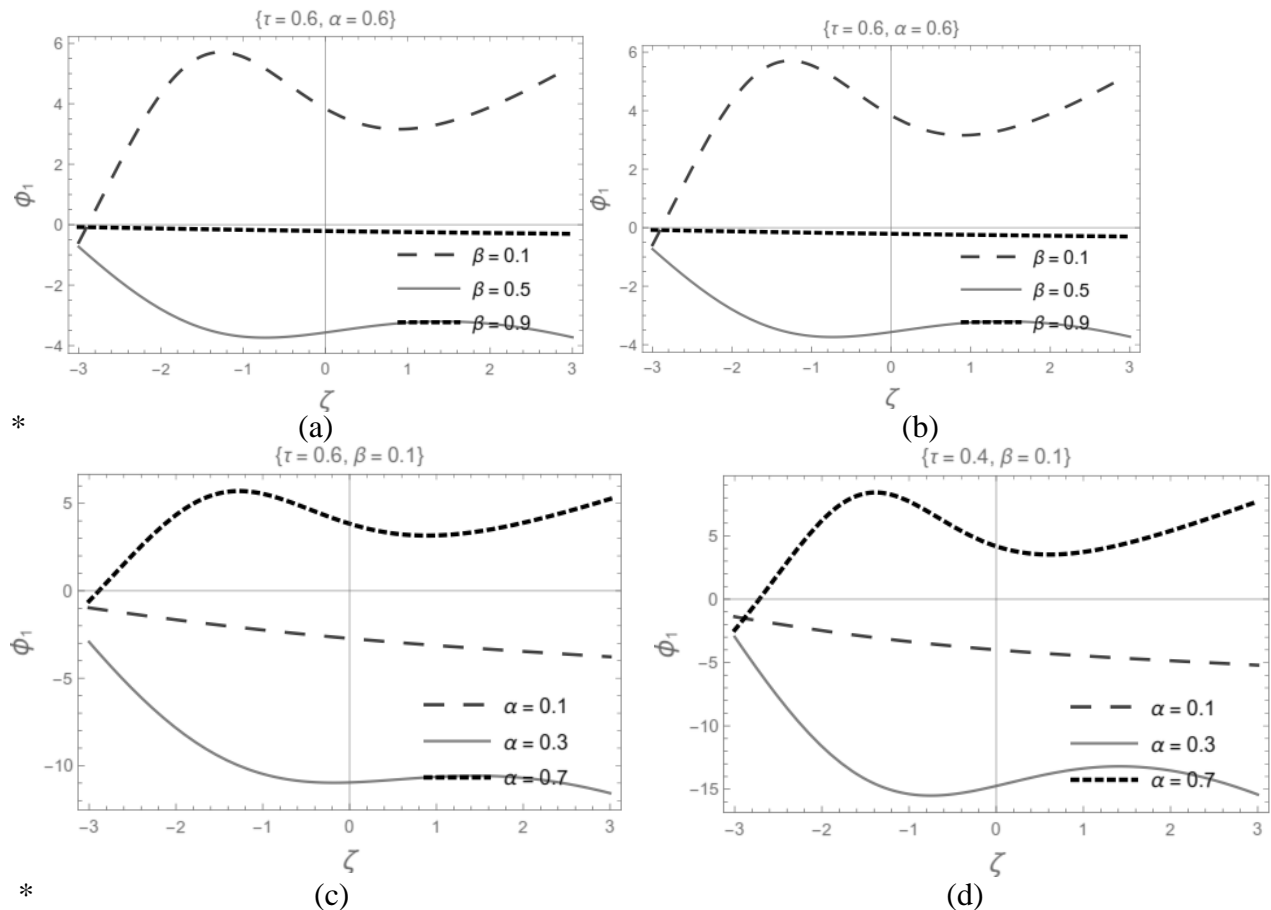 {τ = 0.6, α = 0.6}
6
4
2
0
−2
−4
ϕ1
β = 0.1
β = 0.5
β = 0.9
−3 −2 −1 0 1 2 3
ζ
* (a)
{τ = 0.6, α = 0.6}
6
4
2
0
−2
−4
ϕ1
β = 0.1
β = 0.5
β = 0.9
−3 −2 −1 0 1 2 3
ζ
(b)
{τ = 0.6, β = 0.1}
5
0
−5
−10
ϕ1
α = 0.1
α = 0.3
α = 0.7
−3 −2 −1 0 1 2 3
ζ
* (c)
{τ = 0.4, β = 0.1}
5
0
−5
−10
−15
ϕ1
α = 0.1
α = 0.3
α = 0.7
−3 −2 −1 0 1 2 3
ζ
(d)